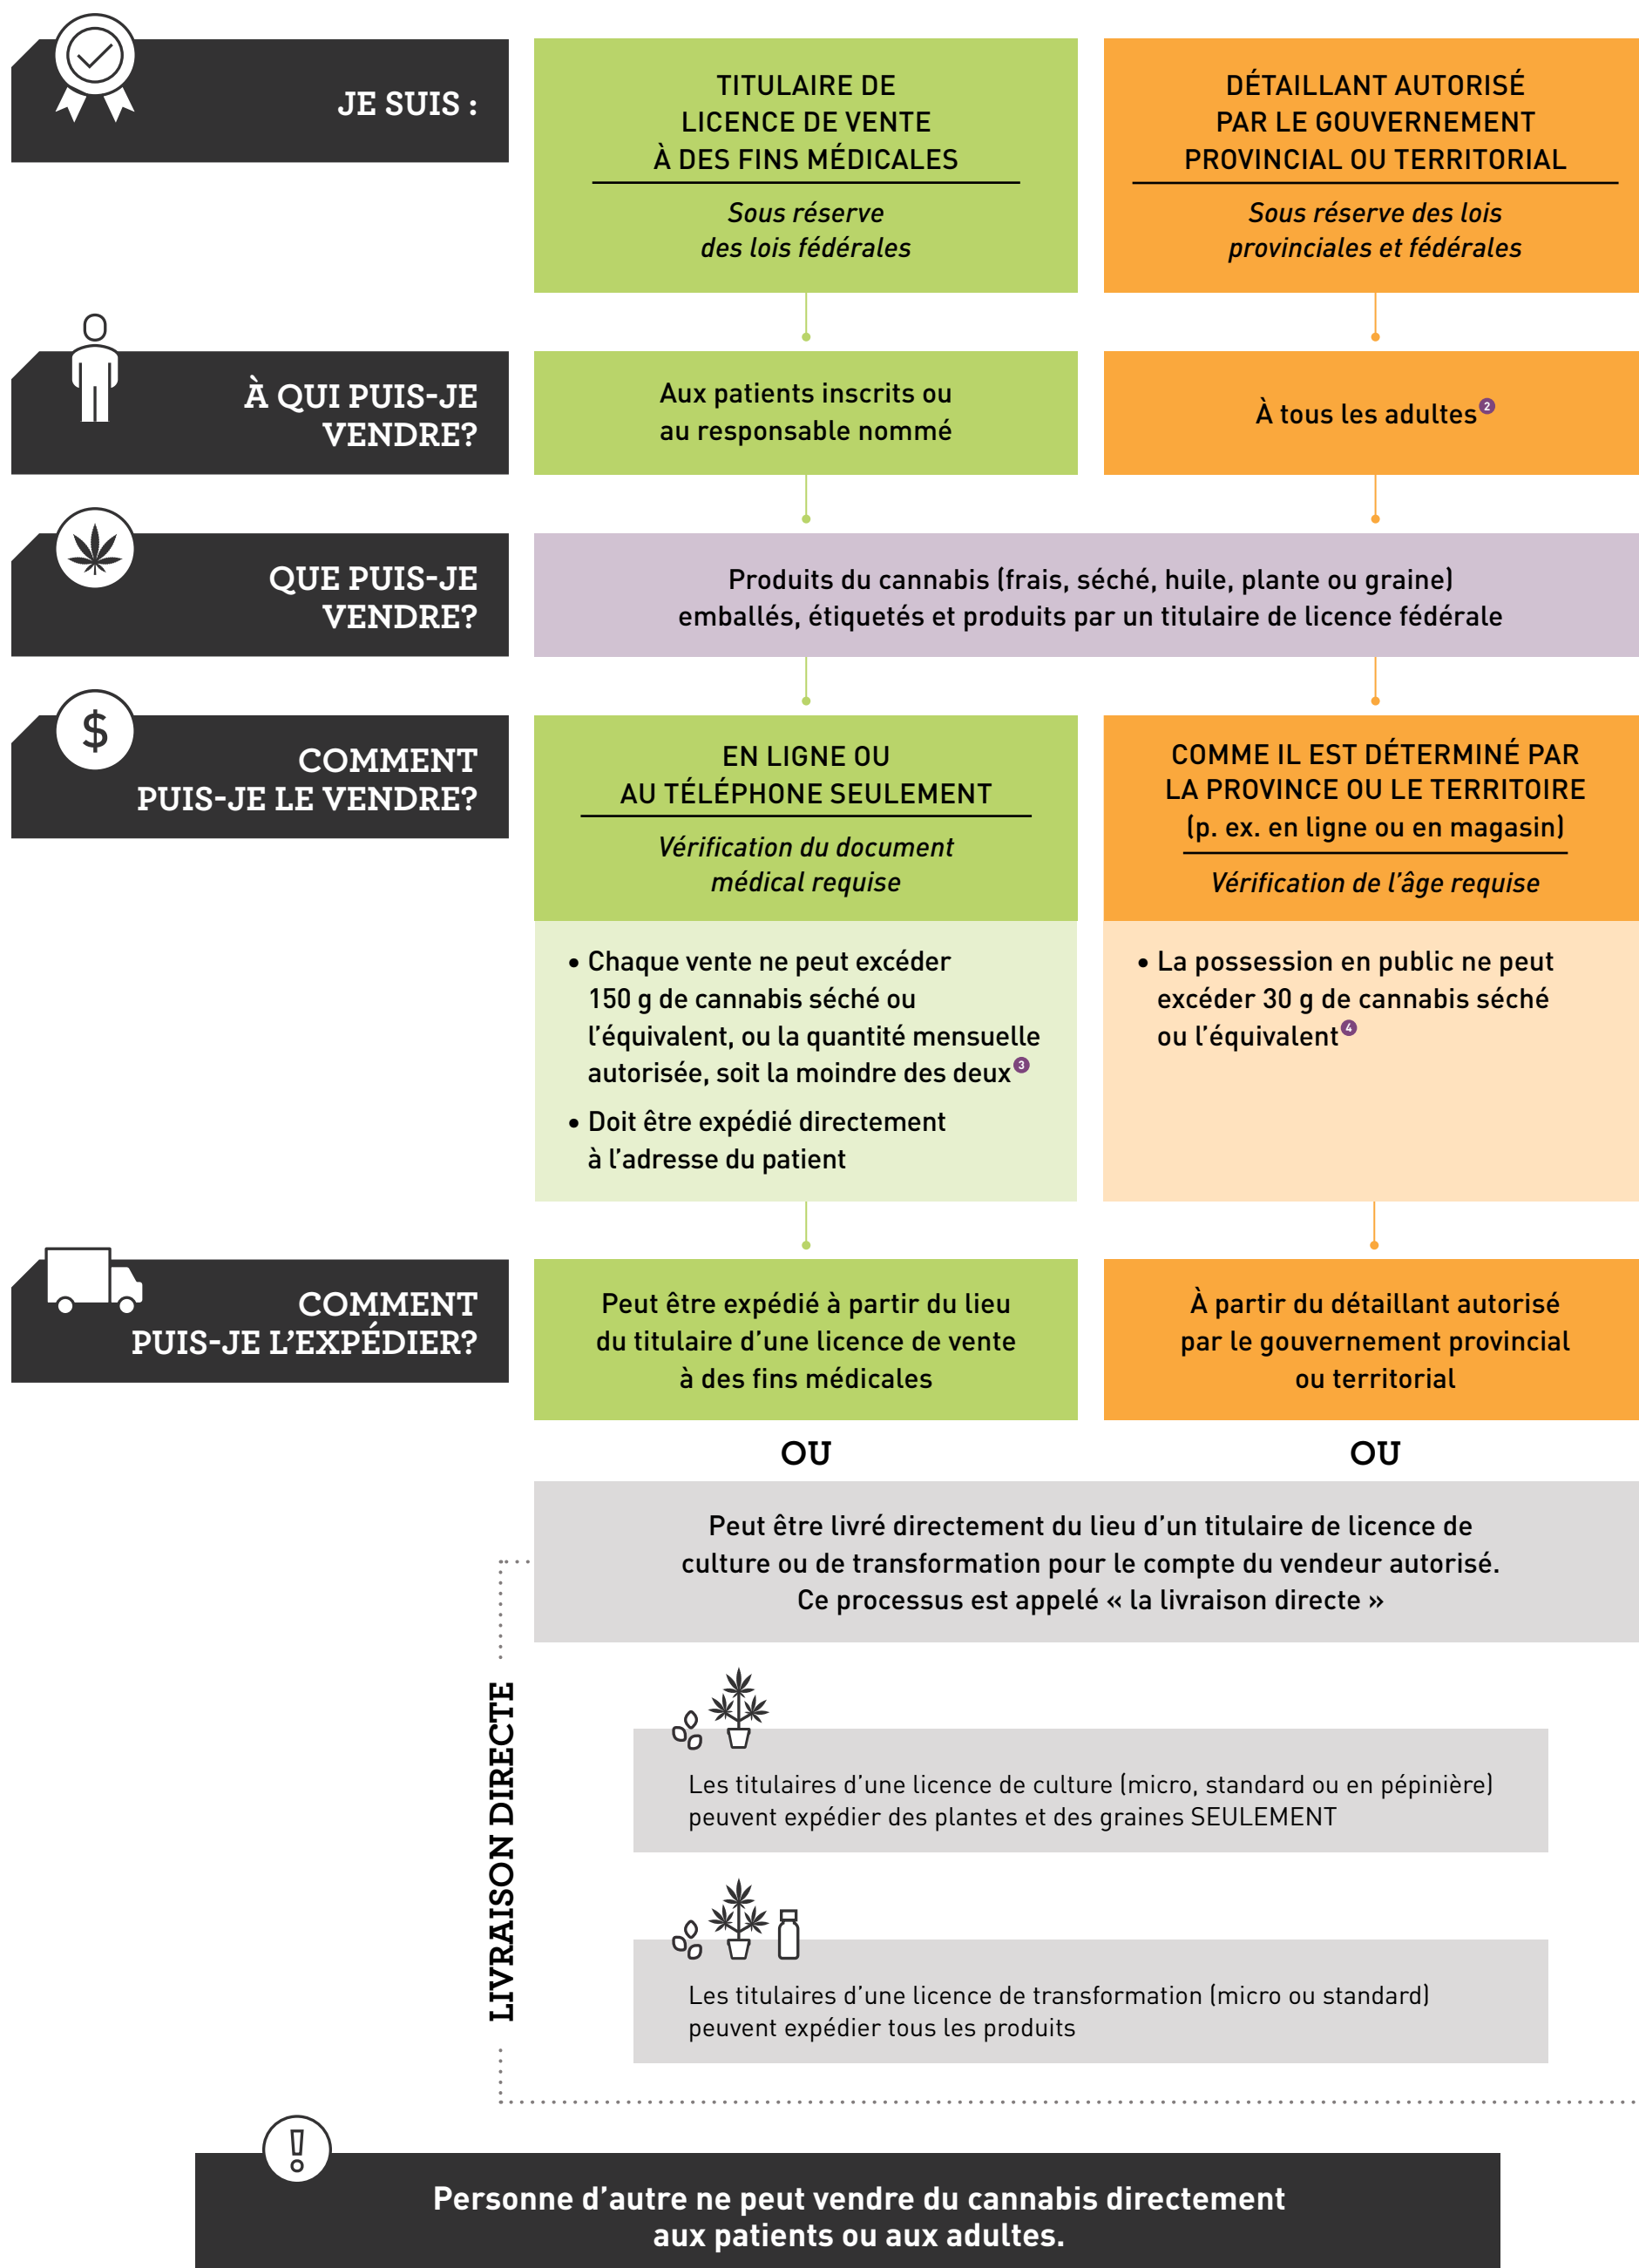 JE SUIS :
TITULAIRE DE
LICENCE DE VENTE
À DES FINS MÉDICALES
Sous réserve
des lois fédérales
DÉTAILLANT AUTORISÉ
PAR LE GOUVERNEMENT
PROVINCIAL OU TERRITORIAL
Sous réserve des lois
provinciales et fédérales
À QUI PUIS-JE
VENDRE?
Aux patients inscrits ou
au responsable nommé
À tous les adultes 2
QUE PUIS-JE
VENDRE?
Produits du cannabis (frais, séché, huile, plante ou graine)
emballés, étiquetés et produits par un titulaire de licence fédérale
$
COMMENT
PUIS-JE LE VENDRE?
EN LIGNE OU
AU TÉLÉPHONE SEULEMENT
Vérification du document
médical requise
• Chaque vente ne peut excéder
150 g de cannabis séché ou
l’équivalent, ou la quantité mensuelle
autorisée, soit la moindre des deux 3
• Doit être expédié directement
à l’adresse du patient
COMME IL EST DÉTERMINÉ PAR
LA PROVINCE OU LE TERRITOIRE
(p. ex. en ligne ou en magasin)
Vérification de l’âge requise
• La possession en public ne peut
excéder 30 g de cannabis séché
ou l’équivalent 4
COMMENT
PUIS-JE L’EXPÉDIER?
Peut être expédié à partir du lieu
du titulaire d’une licence de vente
à des fins médicales
À partir du détaillant autorisé
par le gouvernement provincial
ou territorial
OU
OU
Peut être livré directement du lieu d’un titulaire de licence de
culture ou de transformation pour le compte du vendeur autorisé.
Ce processus est appelé « la livraison directe »
LIVRAISON DIRECTE
Les titulaires d’une licence de culture (micro, standard ou en pépinière)
peuvent expédier des plantes et des graines SEULEMENT
Les titulaires d’une licence de transformation (micro ou standard)
peuvent expédier tous les produits
!
Personne d’autre ne peut vendre du cannabis directement
aux patients ou aux adultes.